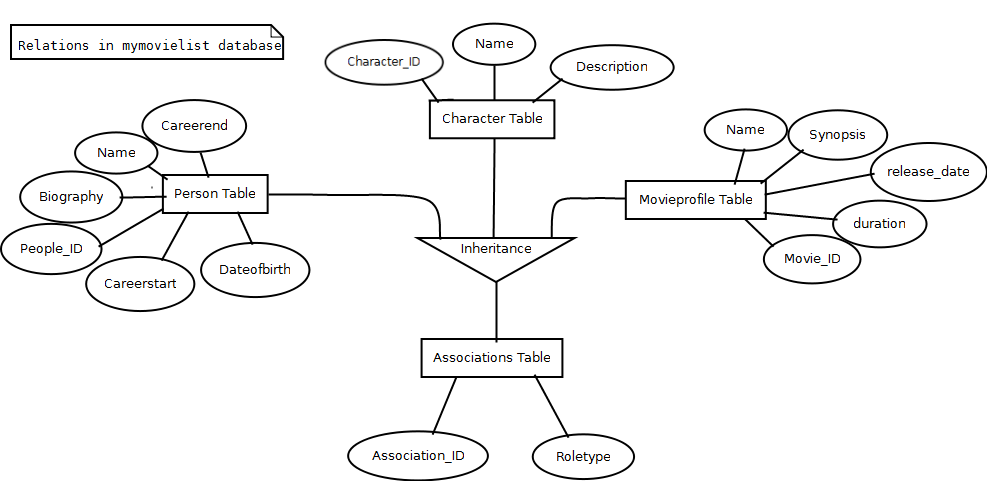 Relations in mymovielist database
Name
Character_ID
Description
Character Table
Careerend
Name
Synopsis
Name
release_date
Biography
Person Table
Movieprofile Table
duration
People_ID
Inheritance
Movie_ID
Careerstart
Dateofbirth
Associations Table
Association_ID
Roletype